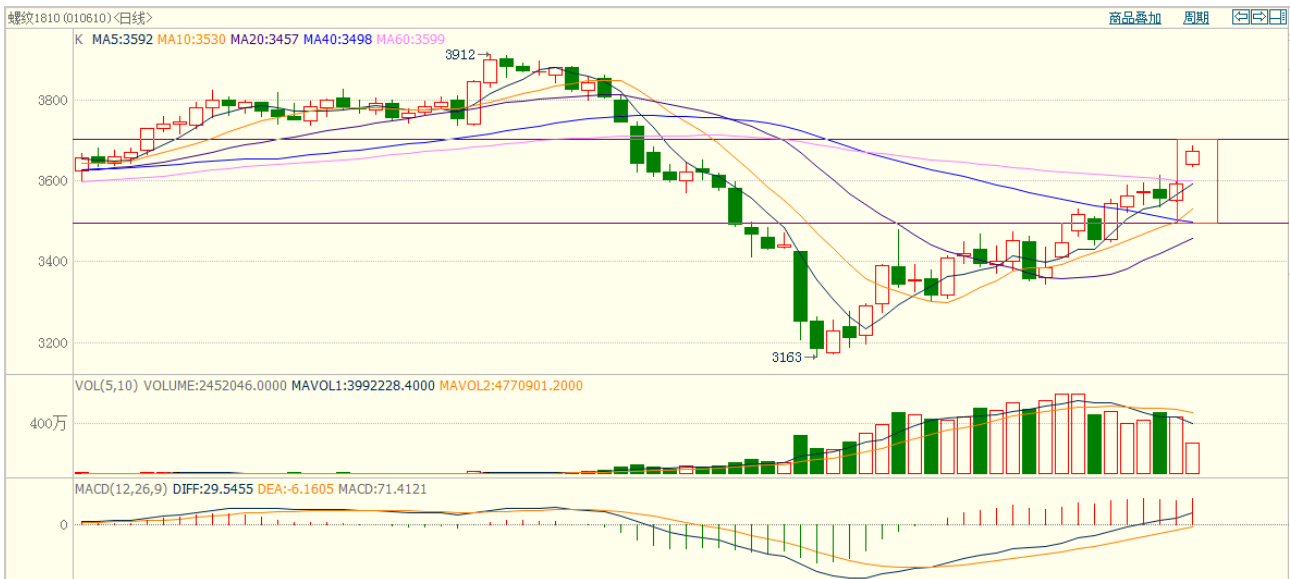 螺纹1810 (010610)<日线> 商品叠加 周期
K MA5:3592 MA10:3530 MA20:3457 MA40:3498 MA60:3599
3912
3800
3600
3400
3200
3163
VOL(5,10) VOLUME:2452046.0000 MAVOL1:3992228.4000 MAVOL2:4770901.2000
400万
MACD(12,26,9) DIFF:29.5455 DEA:-6.1605 MACD:71.4121
0